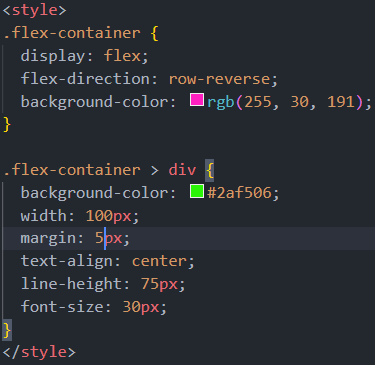 <style>
.flex-container {
  display: flex;
  flex-direction: row-reverse;
  background-color: rgb(255, 30, 191);
}

.flex-container > div {
  background-color: #2af506;
  width: 100px;
  margin: 5px;
  text-align: center;
  line-height: 75px;
  font-size: 30px;
}
</style>